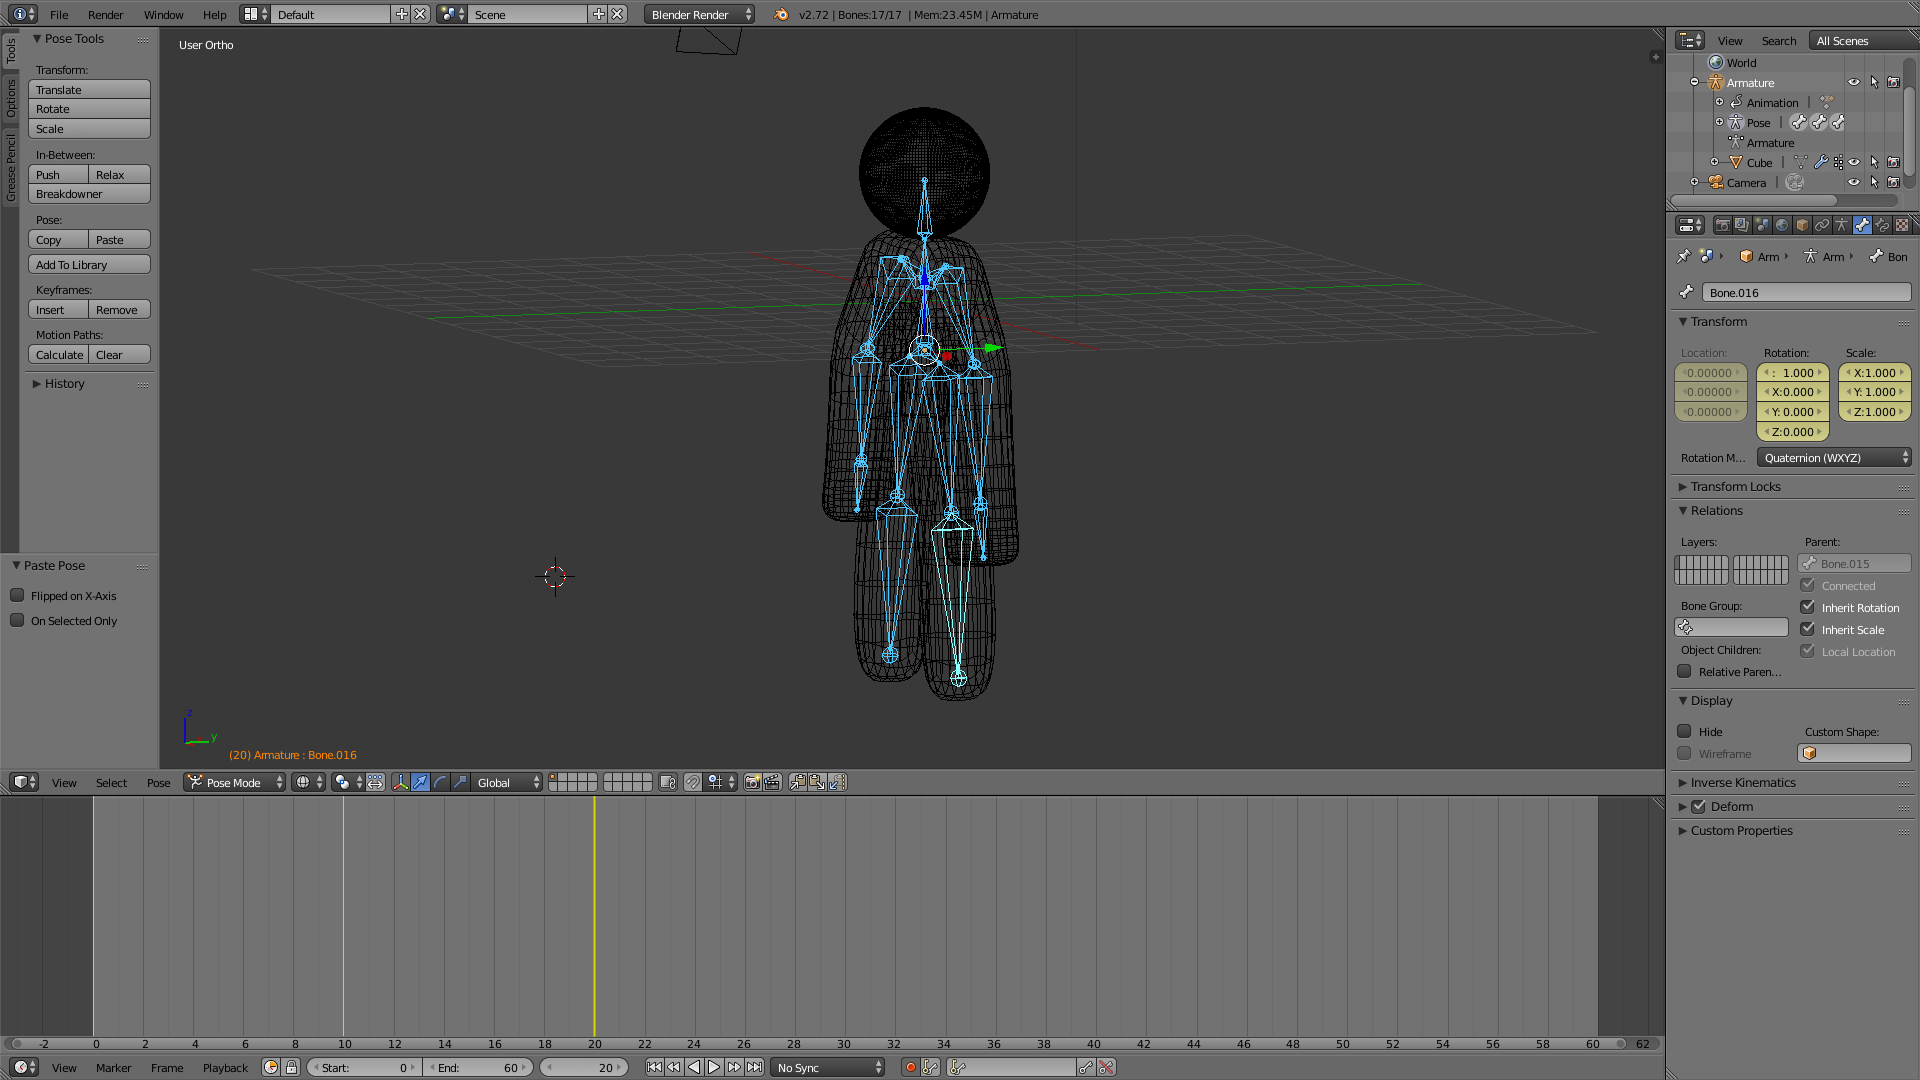 File Render Window Help Default Scene Blender Render v2.72 | Bones:17/17 | Mem:23.45M | Armature
Tools
Options
Grease Pencil
Pose Tools
Transform:
Translate
Rotate
Scale
In-Between:
Push Relax
Breakdowner
Pose:
Copy Paste
Add To Library
Keyframes:
Insert Remove
Motion Paths:
Calculate Clear
History
Paste Pose
Flipped on X-Axis
On Selected Only
User Ortho
z
y
(20) Armature : Bone.016
View Select Pose Pose Mode Global
View Search All Scenes
World
Armature
Animation
Pose
Armature
Cube
Camera
Arm Arm Bon
Bone.016
Transform
Location: Rotation: Scale:
0.00000 : 1.000 X:1.000
0.00000 X:0.000 Y: 1.000
0.00000 Y: 0.000 Z:1.000
Z:0.000
Rotation M... Quaternion (WXYZ)
Transform Locks
Relations
Layers: Parent:
Bone.015
Connected
Bone Group: Inherit Rotation
Inherit Scale
Object Children: Local Location
Relative Paren...
Display
Hide Custom Shape:
Wireframe
Inverse Kinematics
Deform
Custom Properties
-2 0 2 4 6 8 10 12 14 16 18 20 22 24 26 28 30 32 34 36 38 40 42 44 46 48 50 52 54 56 58 60 62
View Marker Frame Playback Start: 0 End: 60 20 No Sync